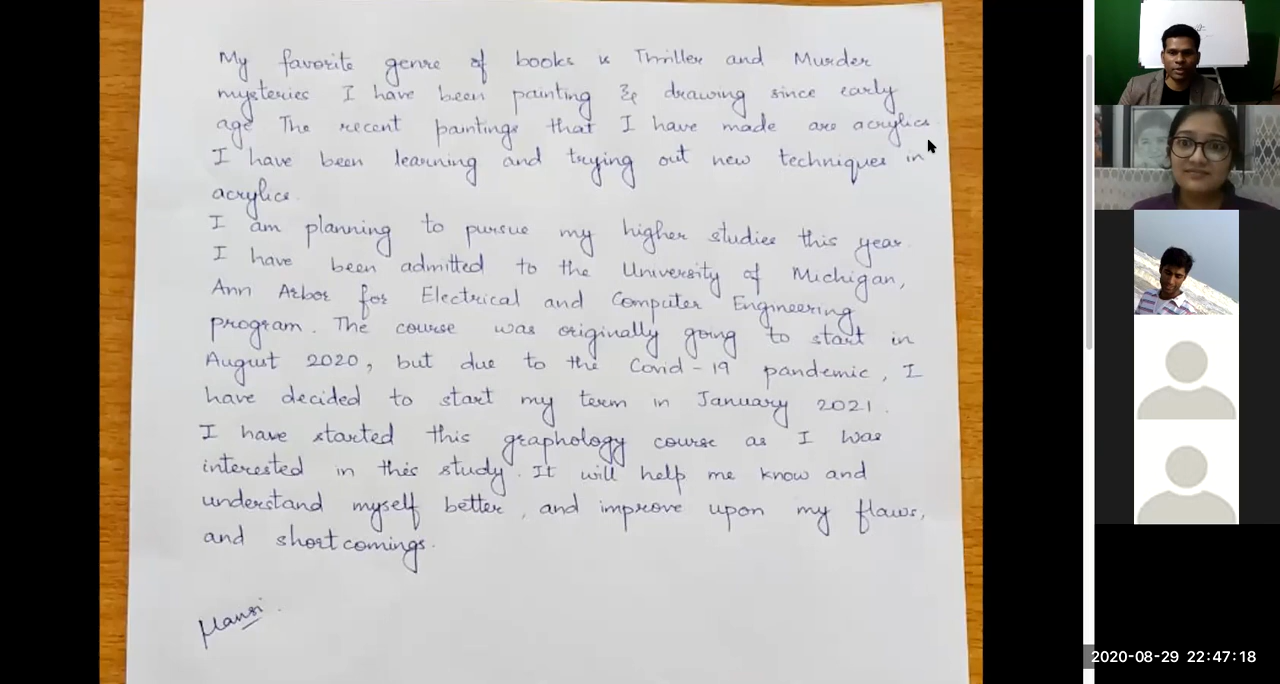 My favorite genre of books is Thriller and Murder
mysteries I have been painting & drawing since early
age The recent paintings that I have made are acrylics.
I have been learning and trying out new techniques in
acrylics.
I am planning to pursue my higher studies this year.
I have been admitted to the University of Michigan,
Ann Arbor for Electrical and Computer Engineering
program. The course was originally going to start in
August 2020, but due to the Covid-19 pandemic, I
have decided to start my term in January 2021.
I have started this graphology course as I was
interested in this study. It will help me know and
understand myself better, and improve upon my flaws,
and shortcomings.
Mansi.
2020-08-29 22:47:18